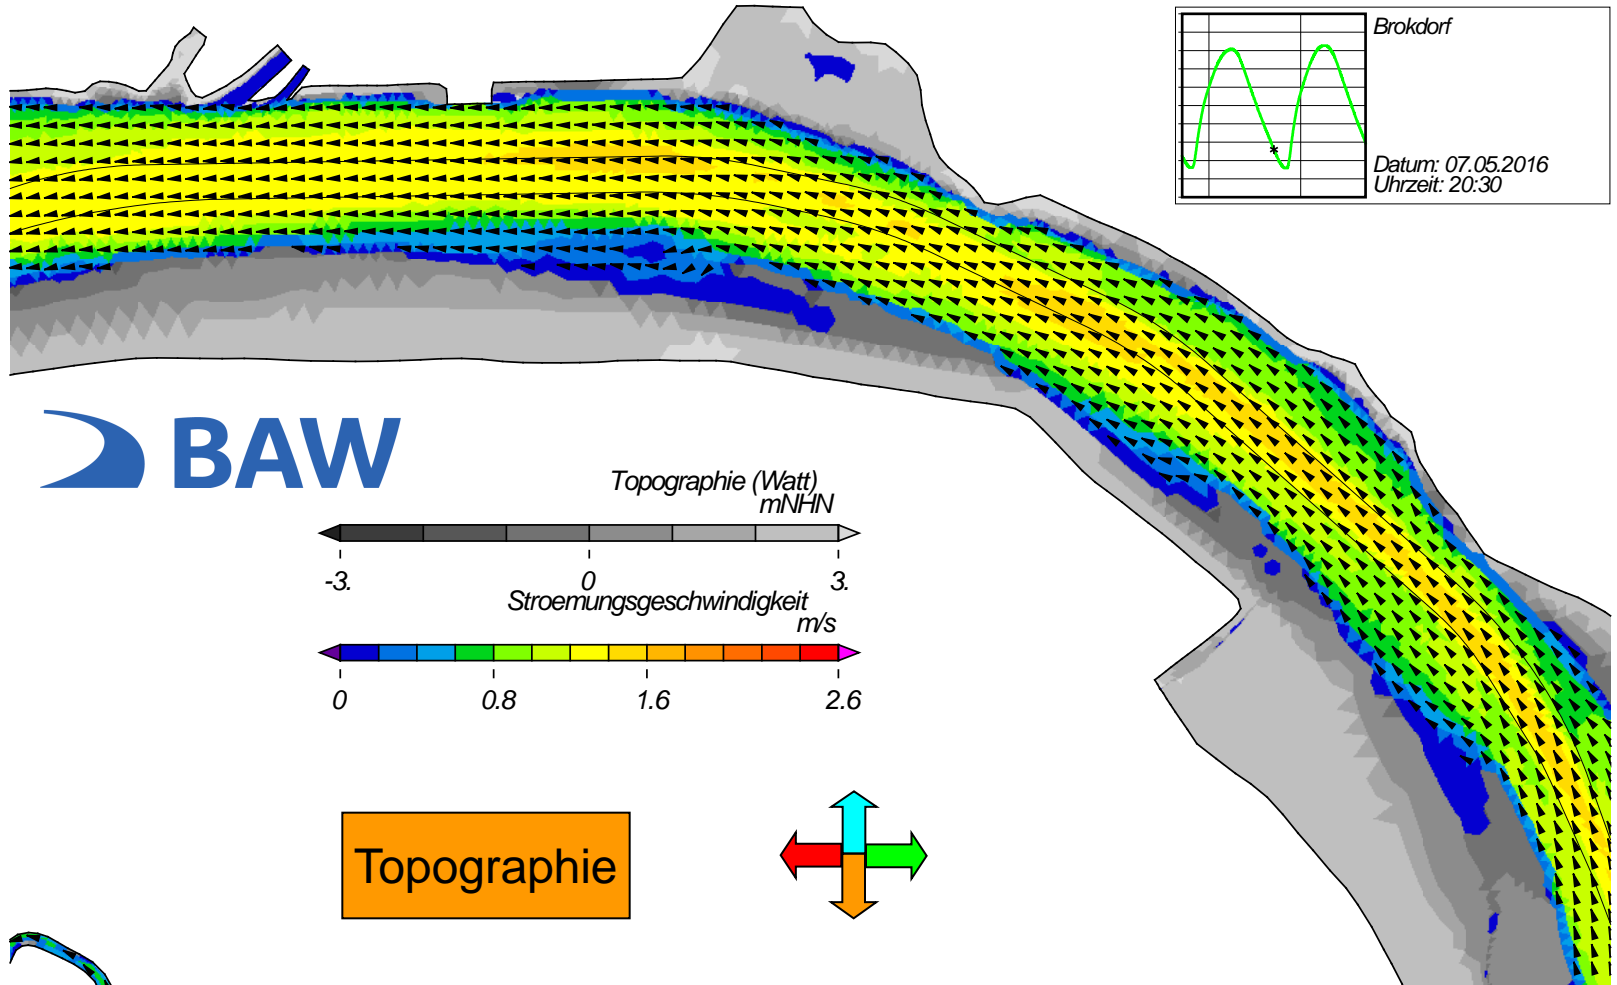 Brokdorf
Datum: 07.05.2016
Uhrzeit: 20:30
BAW
Topographie (Watt)
mNHN
-3. 0 3.
Stroemungsgeschwindigkeit
m/s
0 0.8 1.6 2.6
Topographie